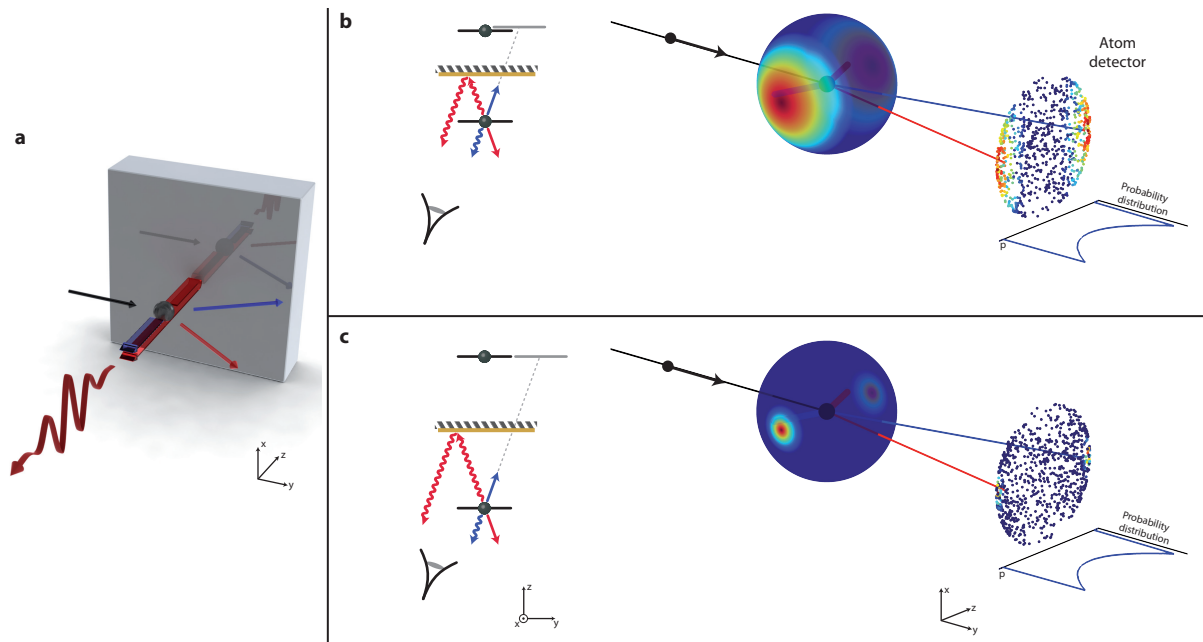 a
x
z
y
b
Atom
detector
Probability
distribution
p
c
Probability
distribution
p
z
x
y
x
z
y